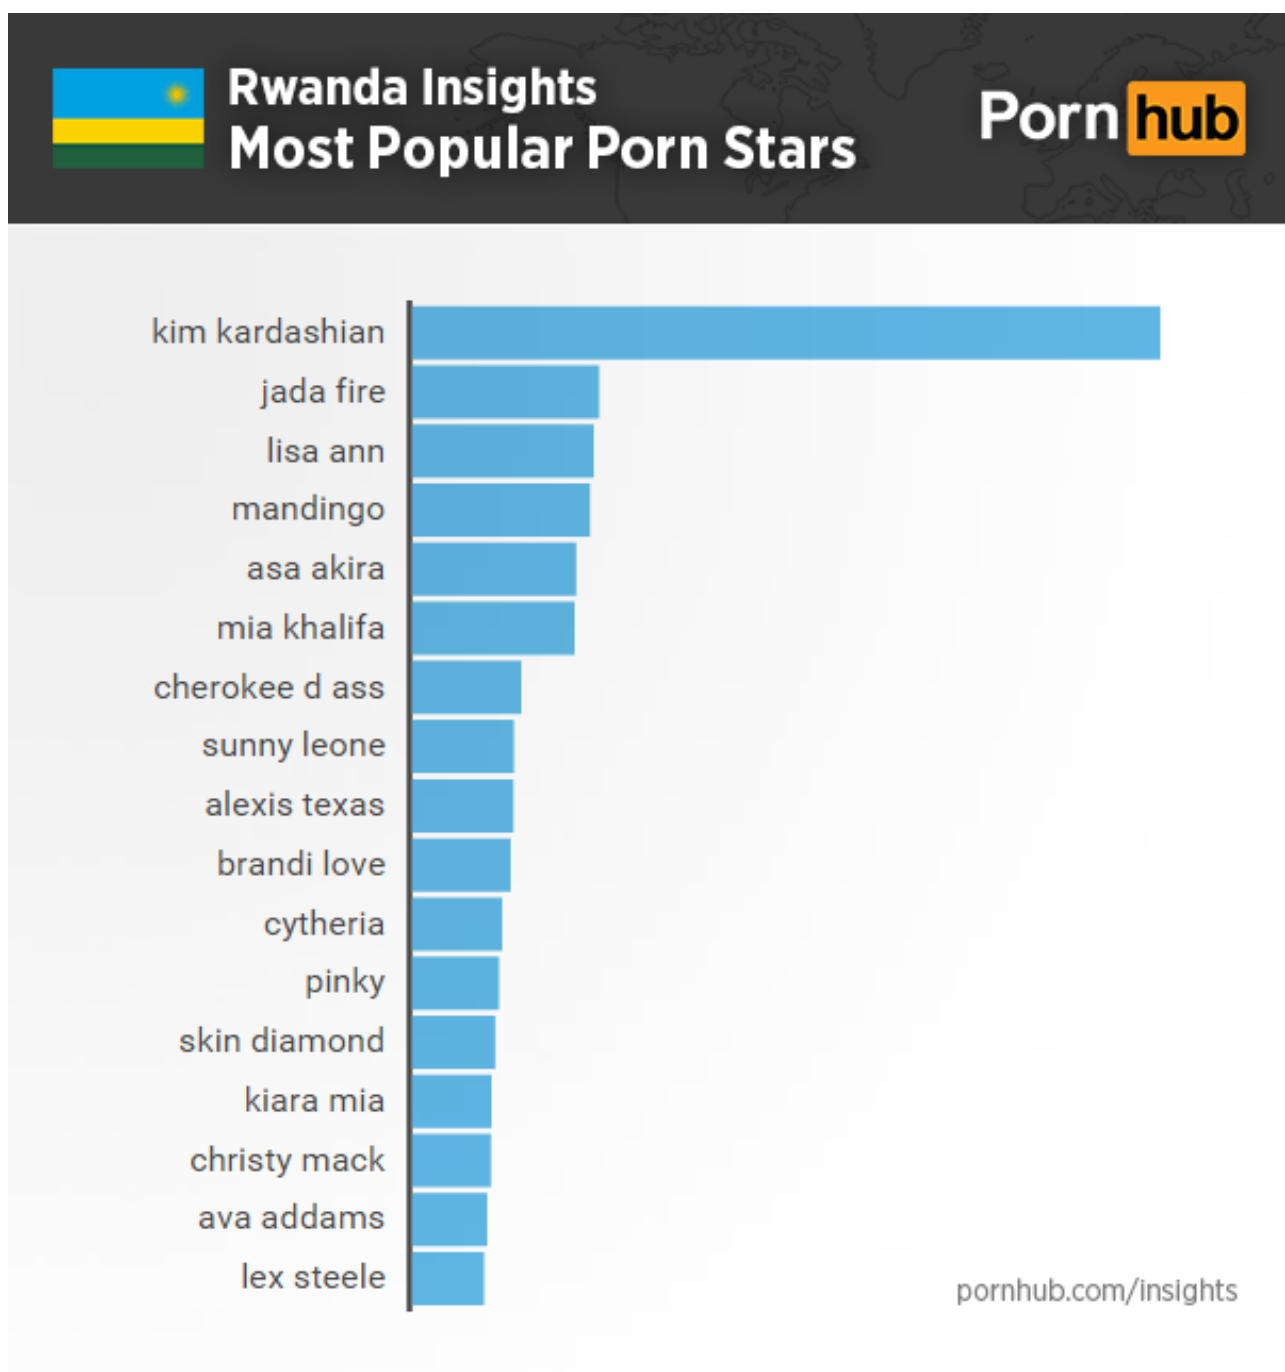 Rwanda Insights
Most Popular Porn Stars
Pornhub
kim kardashian
jada fire
lisa ann
mandingo
asa akira
mia khalifa
cherokee d ass
sunny leone
alexis texas
brandi love
cytheria
pinky
skin diamond
kiara mia
christy mack
ava addams
lex steele
pornhub.com/insights